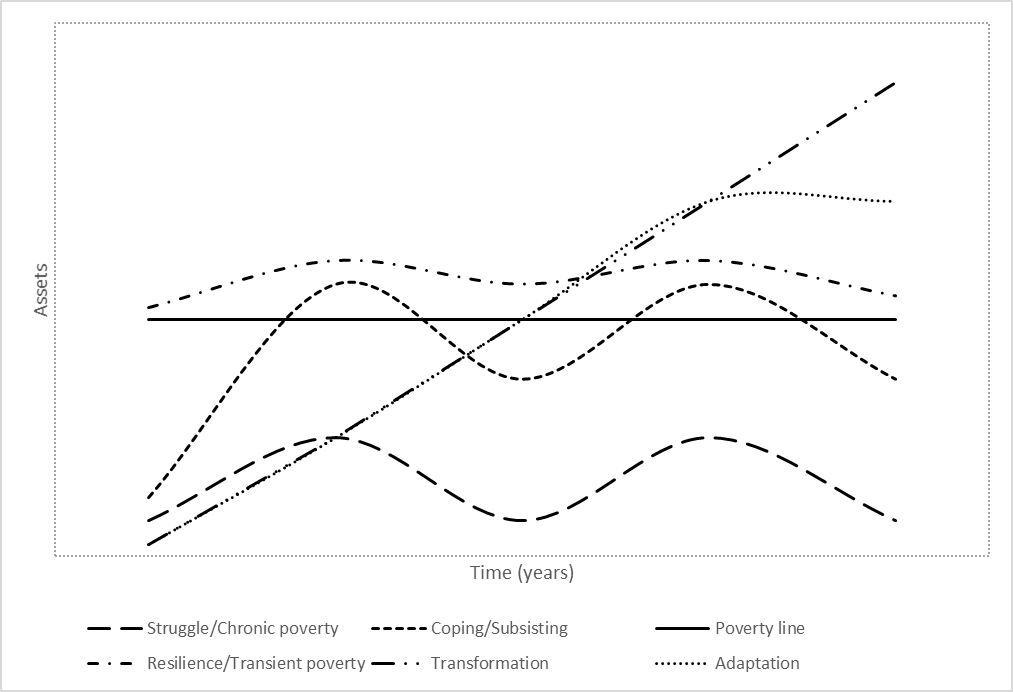 Assets
Time (years)
Struggle/Chronic poverty
Coping/Subsisting
Poverty line
Resilience/Transient poverty
Transformation
Adaptation